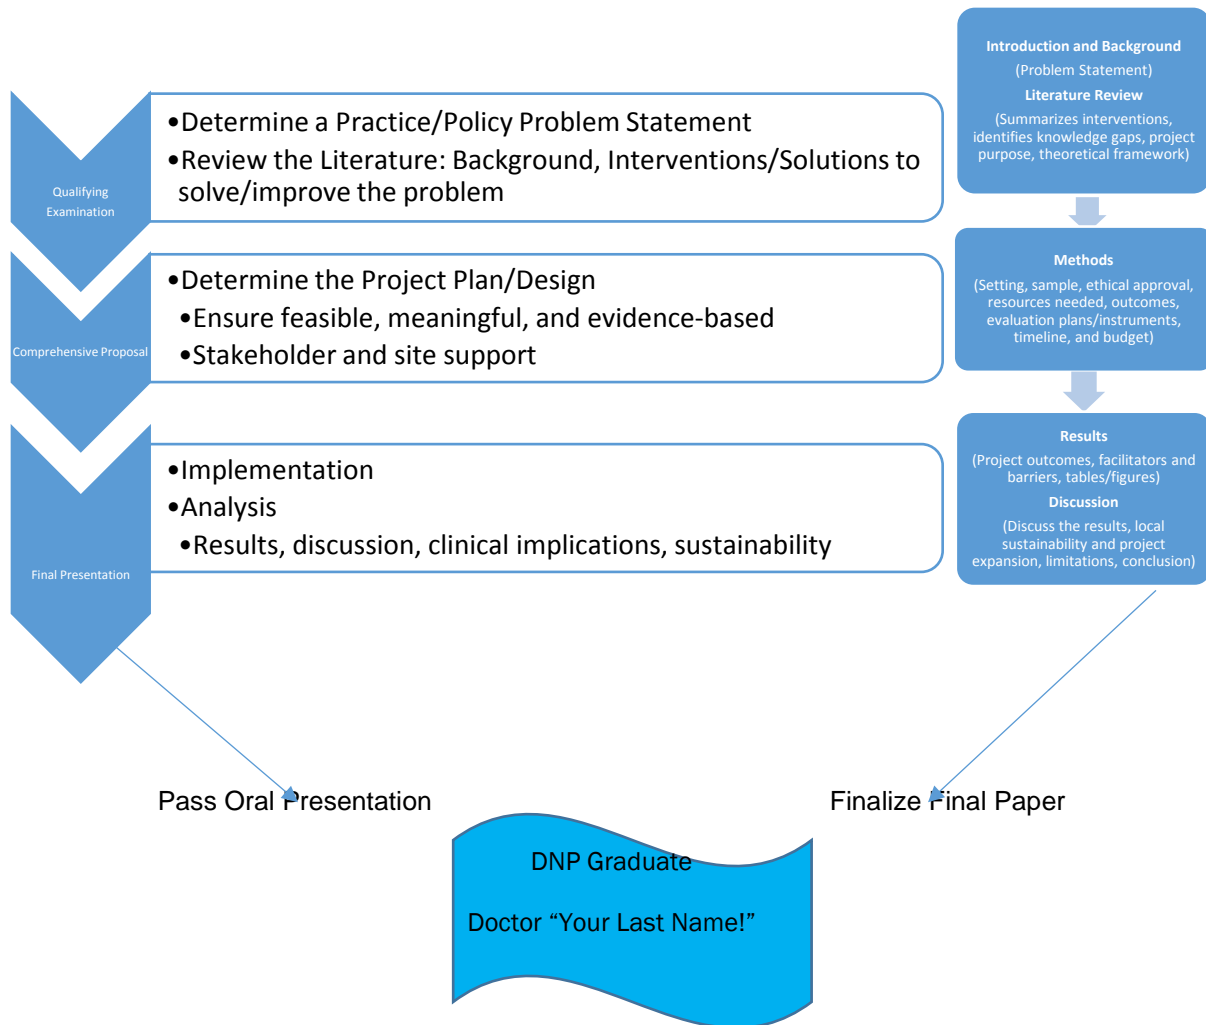 Qualifying
Examination
•Determine a Practice/Policy Problem Statement
•Review the Literature: Background, Interventions/Solutions to
solve/improve the problem
Comprehensive Proposal
•Determine the Project Plan/Design
•Ensure feasible, meaningful, and evidence-based
•Stakeholder and site support
Final Presentation
•Implementation
•Analysis
•Results, discussion, clinical implications, sustainability
Introduction and Background
(Problem Statement)
Literature Review
(Summarizes interventions,
identifies knowledge gaps, project
purpose, theoretical framework)
Methods
(Setting, sample, ethical approval,
resources needed, outcomes,
evaluation plans/instruments,
timeline, and budget)
Results
(Project outcomes, facilitators and
barriers, tables/figures)
Discussion
(Discuss the results, local
sustainability and project
expansion, limitations, conclusion)
Pass Oral Presentation
Finalize Final Paper
DNP Graduate
Doctor “Your Last Name!”